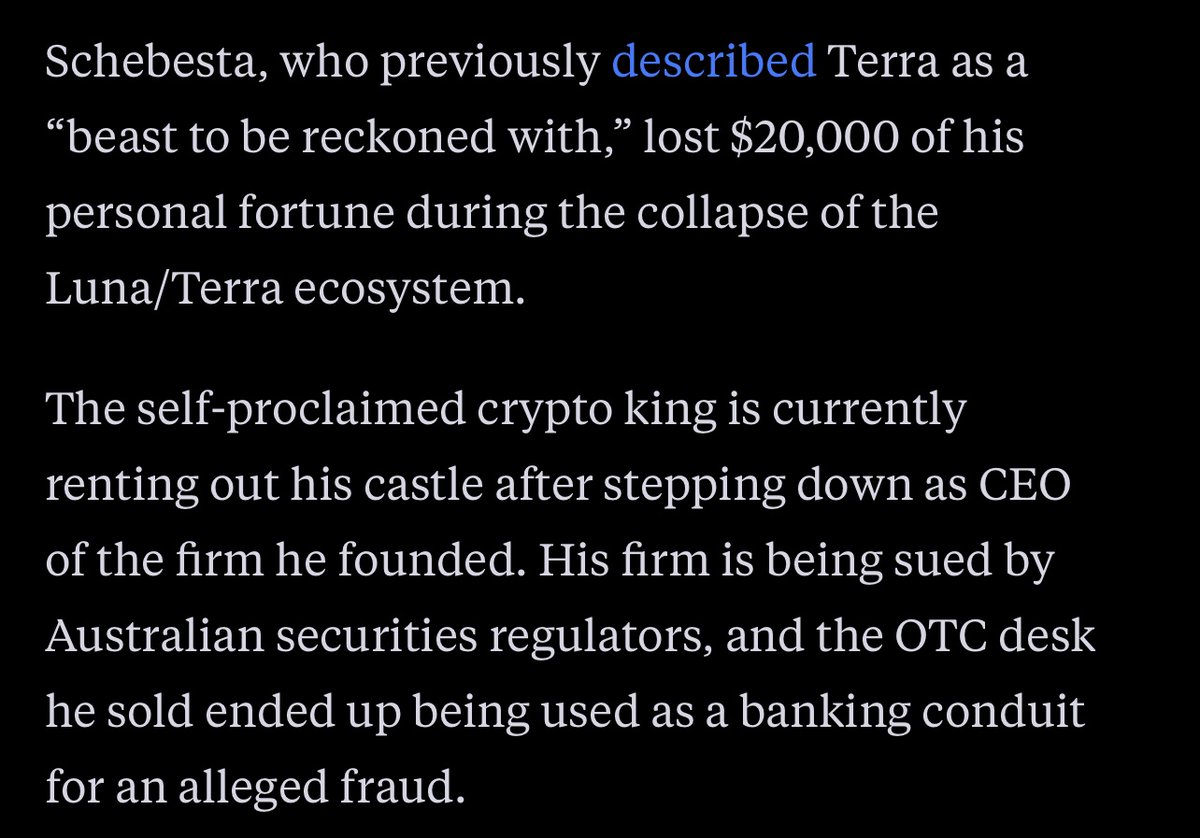 Schebesta, who previously described Terra as a
“beast to be reckoned with,” lost $20,000 of his
personal fortune during the collapse of the
Luna/Terra ecosystem.
The self-proclaimed crypto king is currently
renting out his castle after stepping down as CEO
of the firm he founded. His firm is being sued by
Australian securities regulators, and the OTC desk
he sold ended up being used as a banking conduit
for an alleged fraud.